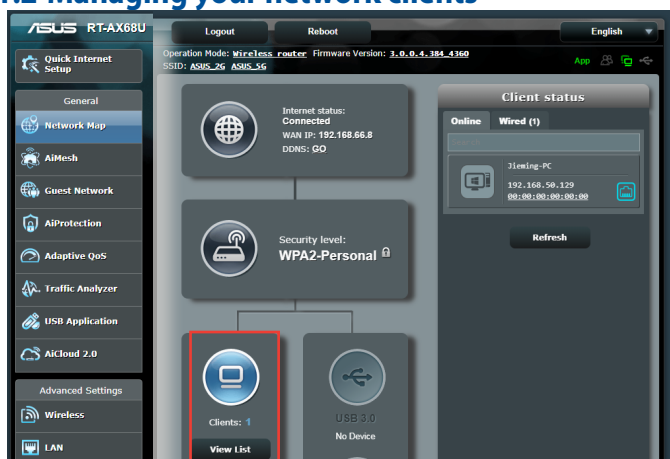 Managing your network clients
ASUS RT-AX68U
Logout
Reboot
English
Operation Mode: Wireless router Firmware Version: 3.0.0.4.384_4360
SSID: ASUS_2G ASUS_5G
App
Quick Internet
Setup
General
Network Map
AiMesh
Guest Network
AiProtection
Adaptive QoS
Traffic Analyzer
USB Application
AiCloud 2.0
Advanced Settings
Wireless
LAN
Internet status:
Connected
WAN IP: 192.168.66.8
DDNS: GO
Security level:
WPA2-Personal
Clients: 1
View List
USB 3.0
No Device
Client status
Online Wired (1)
Jieming-PC
192.168.50.129
00:00:00:00:00:00
Refresh